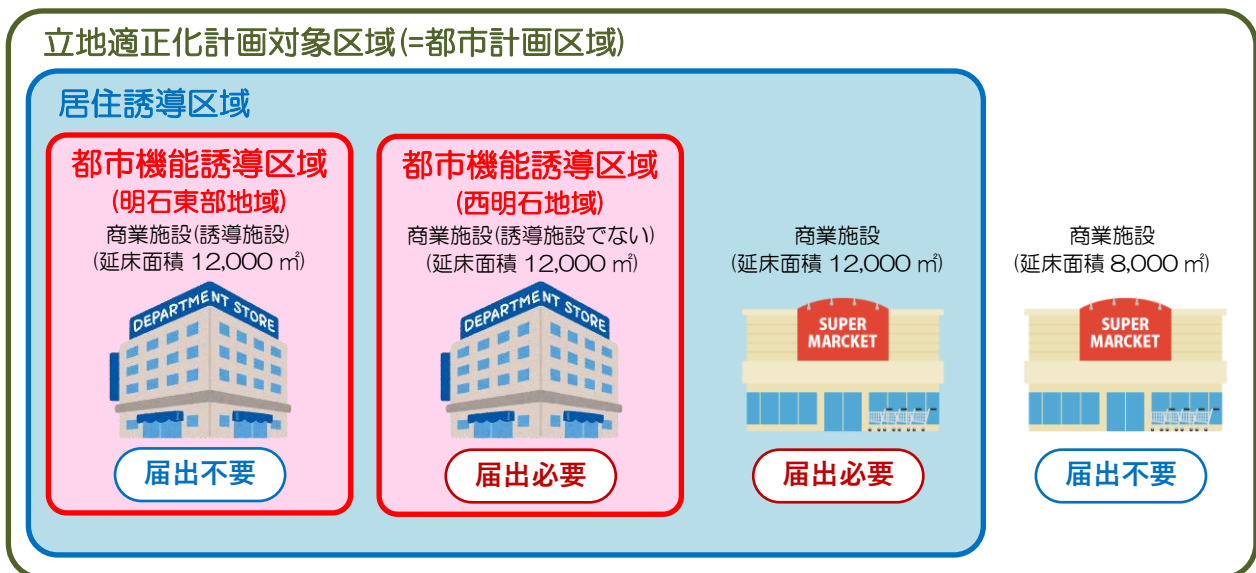 立地適正化計画対象区域(=都市計画区域)
居住誘導区域
都市機能誘導区域
(明石東部地域)
商業施設(誘導施設)
(延床面積 12,000 ㎡)
DEPARTMENT STORE
届出不要
都市機能誘導区域
(西明石地域)
商業施設(誘導施設でない)
(延床面積 12,000 ㎡)
DEPARTMENT STORE
届出必要
商業施設
(延床面積 12,000 ㎡)
SUPER
MARCKET
届出必要
商業施設
(延床面積 8,000 ㎡)
SUPER
MARCKET
届出不要